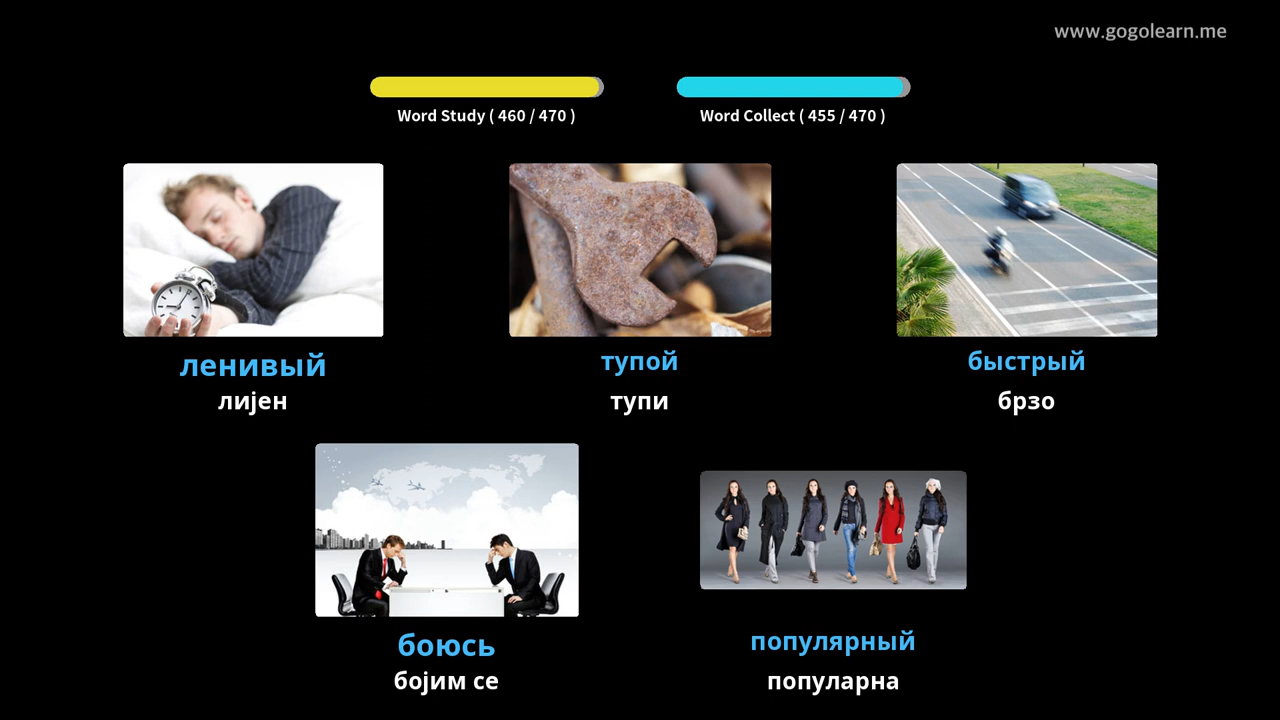 www.gogolearn.me
Word Study ( 460 / 470 )
Word Collect ( 455 / 470 )
ленивый
лијен
тупой
тупи
быстрый
брзо
боюсь
бојим се
популярный
популарна